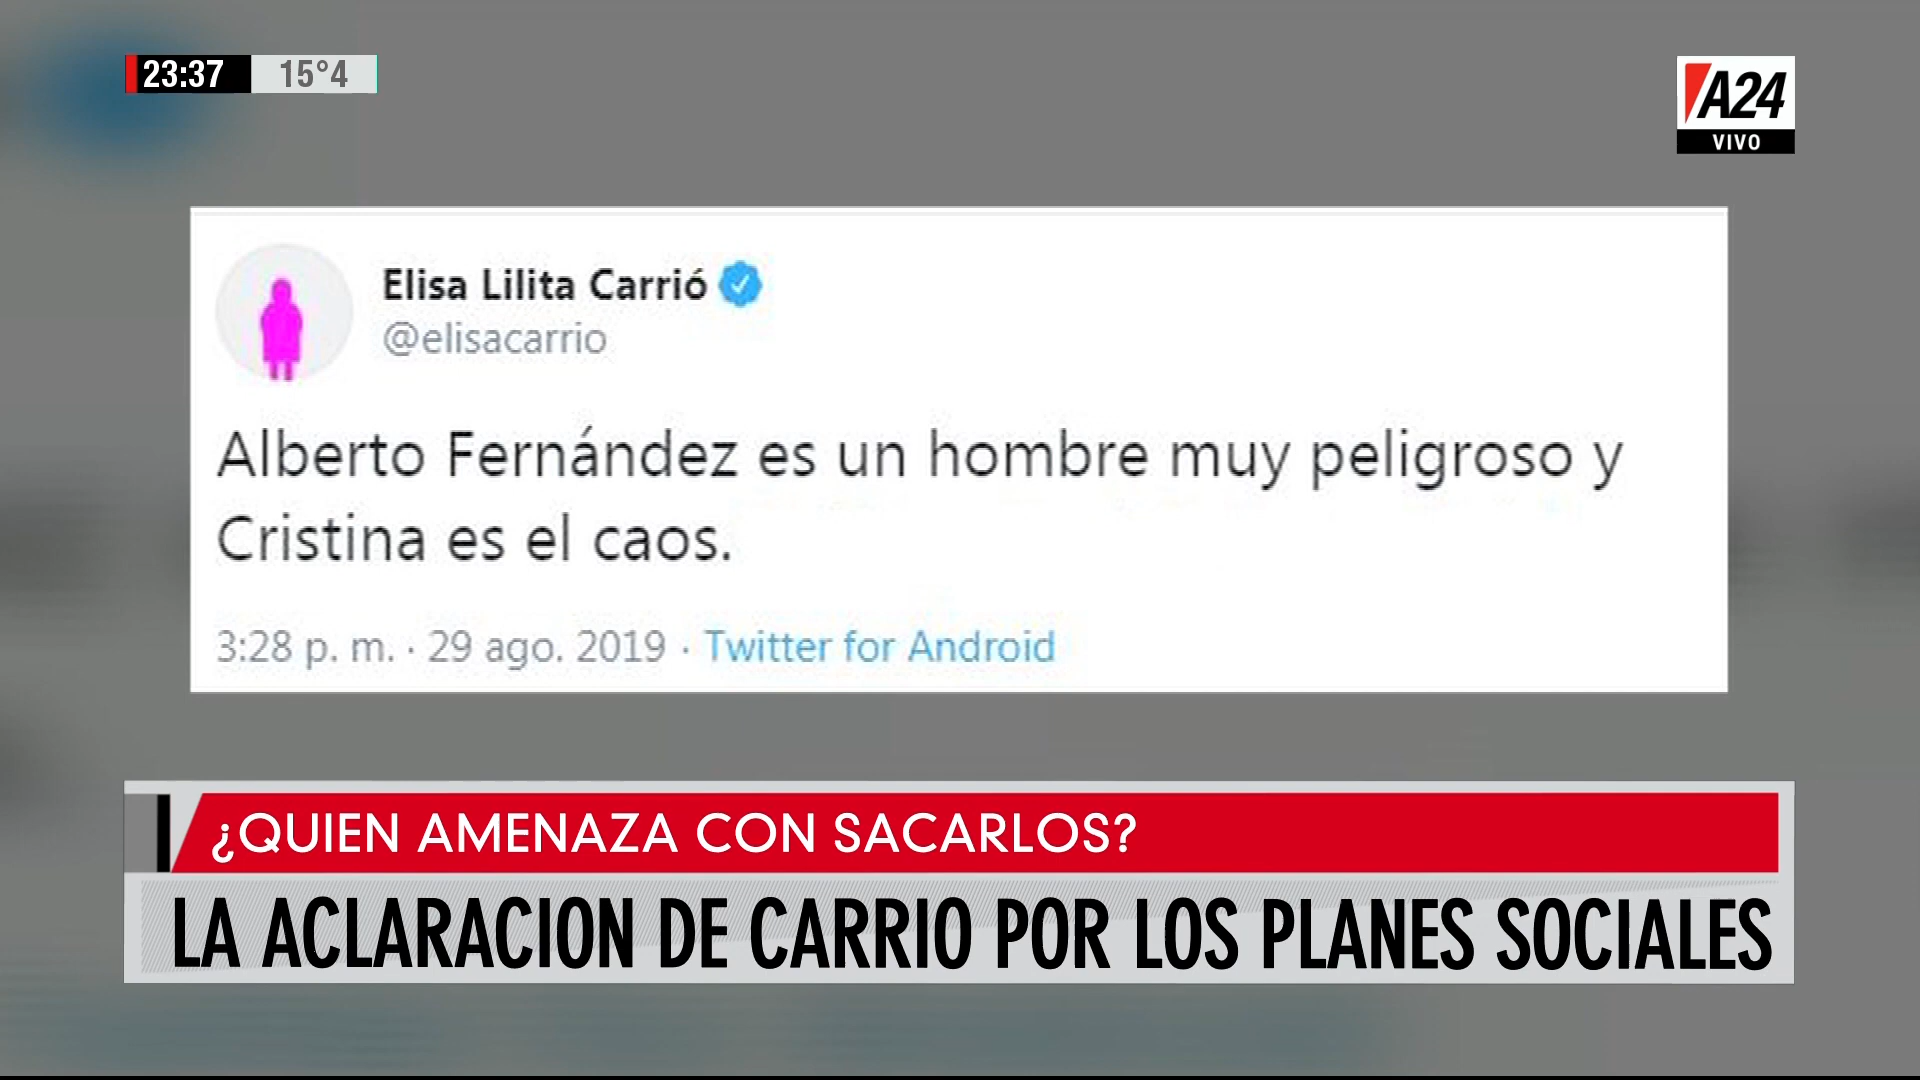 23:37 15°4
A24
VIVO
Elisa Lilita Carrió
@elisacarrio
Alberto Fernández es un hombre muy peligroso y
Cristina es el caos.
3:28 p. m. · 29 ago. 2019 · Twitter for Android
¿QUIEN AMENAZA CON SACARLOS?
LA ACLARACION DE CARRIO POR LOS PLANES SOCIALES